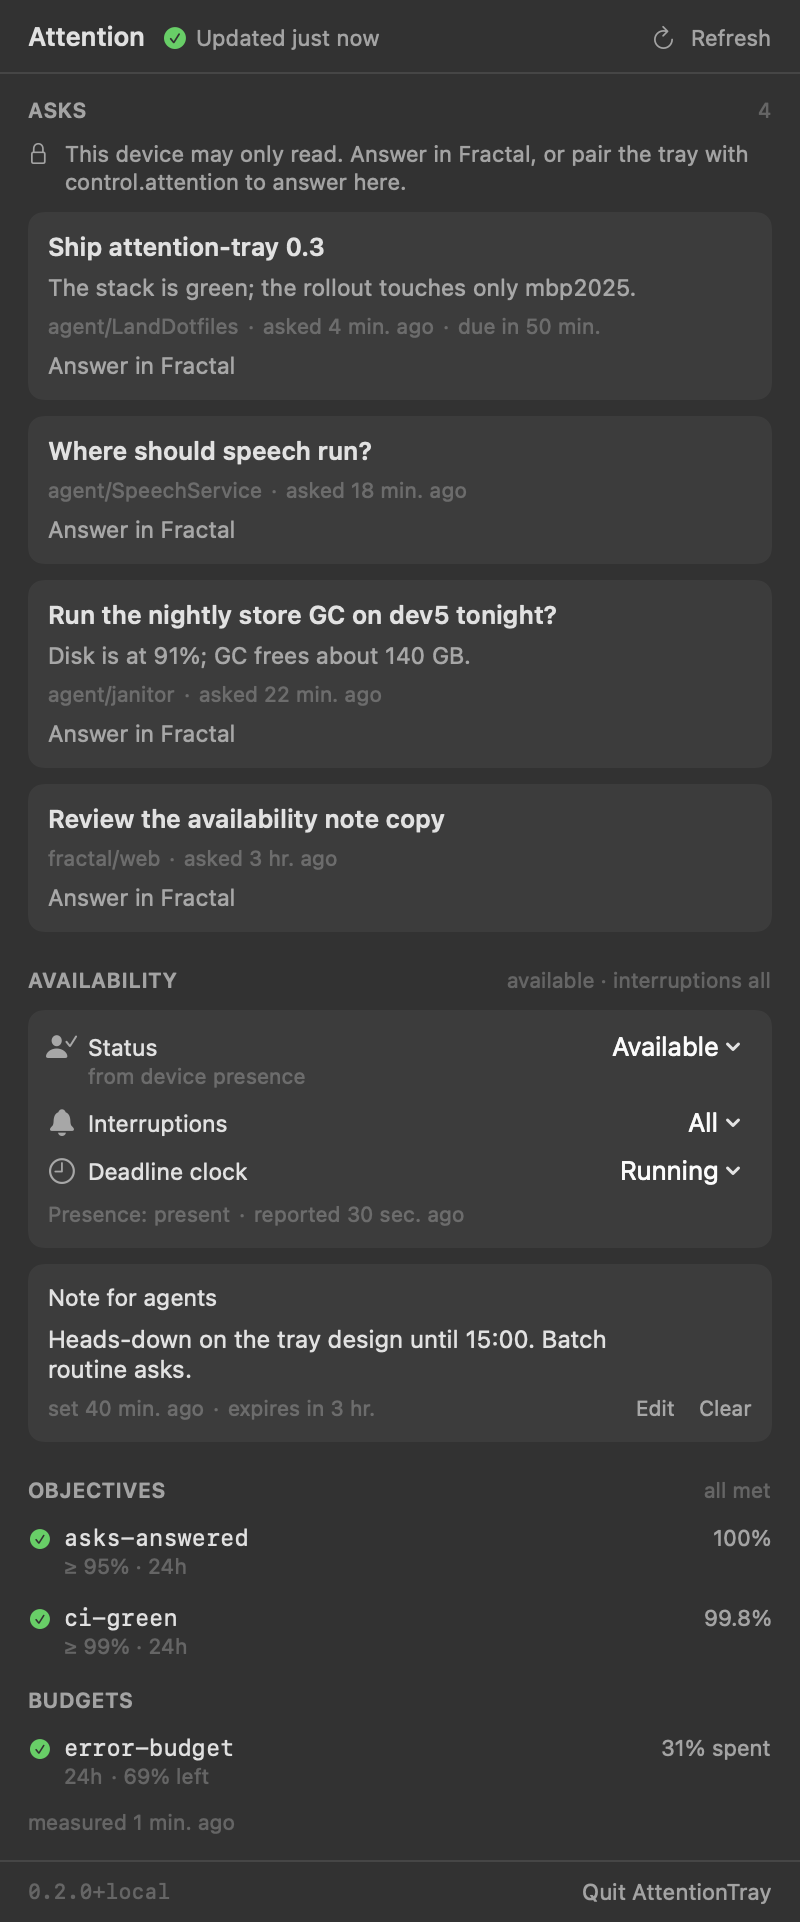 Attention Updated just now Refresh
ASKS 4
This device may only read. Answer in Fractal, or pair the tray with
control.attention to answer here.
Ship attention-tray 0.3
The stack is green; the rollout touches only mbp2025.
agent/LandDotfiles · asked 4 min. ago · due in 50 min.
Answer in Fractal
Where should speech run?
agent/SpeechService · asked 18 min. ago
Answer in Fractal
Run the nightly store GC on dev5 tonight?
Disk is at 91%; GC frees about 140 GB.
agent/janitor · asked 22 min. ago
Answer in Fractal
Review the availability note copy
fractal/web · asked 3 hr. ago
Answer in Fractal
AVAILABILITY available · interruptions all
Status Available
from device presence
Interruptions All
Deadline clock Running
Presence: present · reported 30 sec. ago
Note for agents
Heads-down on the tray design until 15:00. Batch
routine asks.
set 40 min. ago · expires in 3 hr. Edit Clear
OBJECTIVES all met
asks-answered 100%
≥ 95% · 24h
ci-green 99.8%
≥ 99% · 24h
BUDGETS
error-budget 31% spent
24h · 69% left
measured 1 min. ago
0.2.0+local Quit AttentionTray